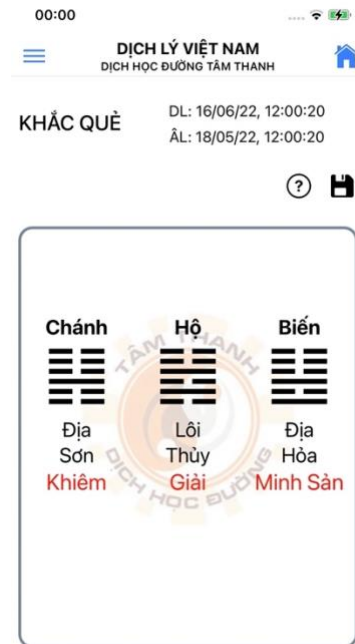 00:00
DỊCH LÝ VIỆT NAM
DỊCH HỌC ĐƯỜNG TÂM THANH
KHẮC QUẺ
DL: 16/06/22, 12:00:20
ÂL: 18/05/22, 12:00:20
?
Chánh Hộ Biến
Địa Lôi Địa
Sơn Thủy Hỏa
Khiêm Giải Minh Sản
TÂM THANH
DỊCH HỌC ĐƯỜNG